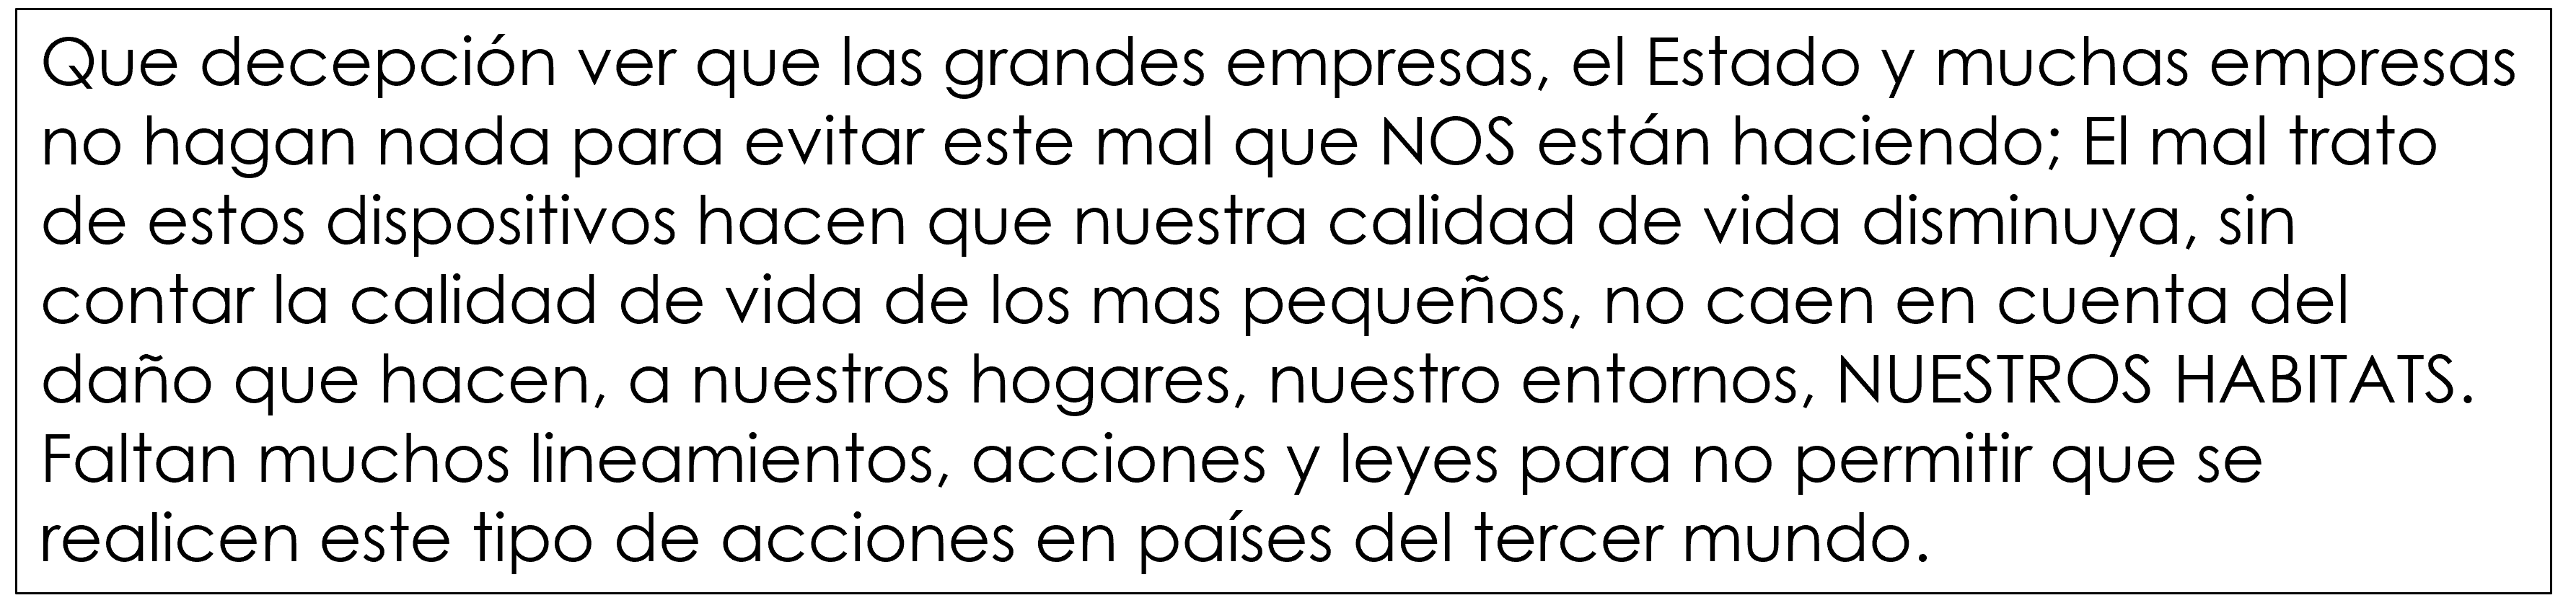 Que decepción ver que las grandes empresas, el Estado y muchas empresas
no hagan nada para evitar este mal que NOS están haciendo; El mal trato
de estos dispositivos hacen que nuestra calidad de vida disminuya, sin
contar la calidad de vida de los mas pequeños, no caen en cuenta del
daño que hacen, a nuestros hogares, nuestro entornos, NUESTROS HABITATS.
Faltan muchos lineamientos, acciones y leyes para no permitir que se
realicen este tipo de acciones en países del tercer mundo.